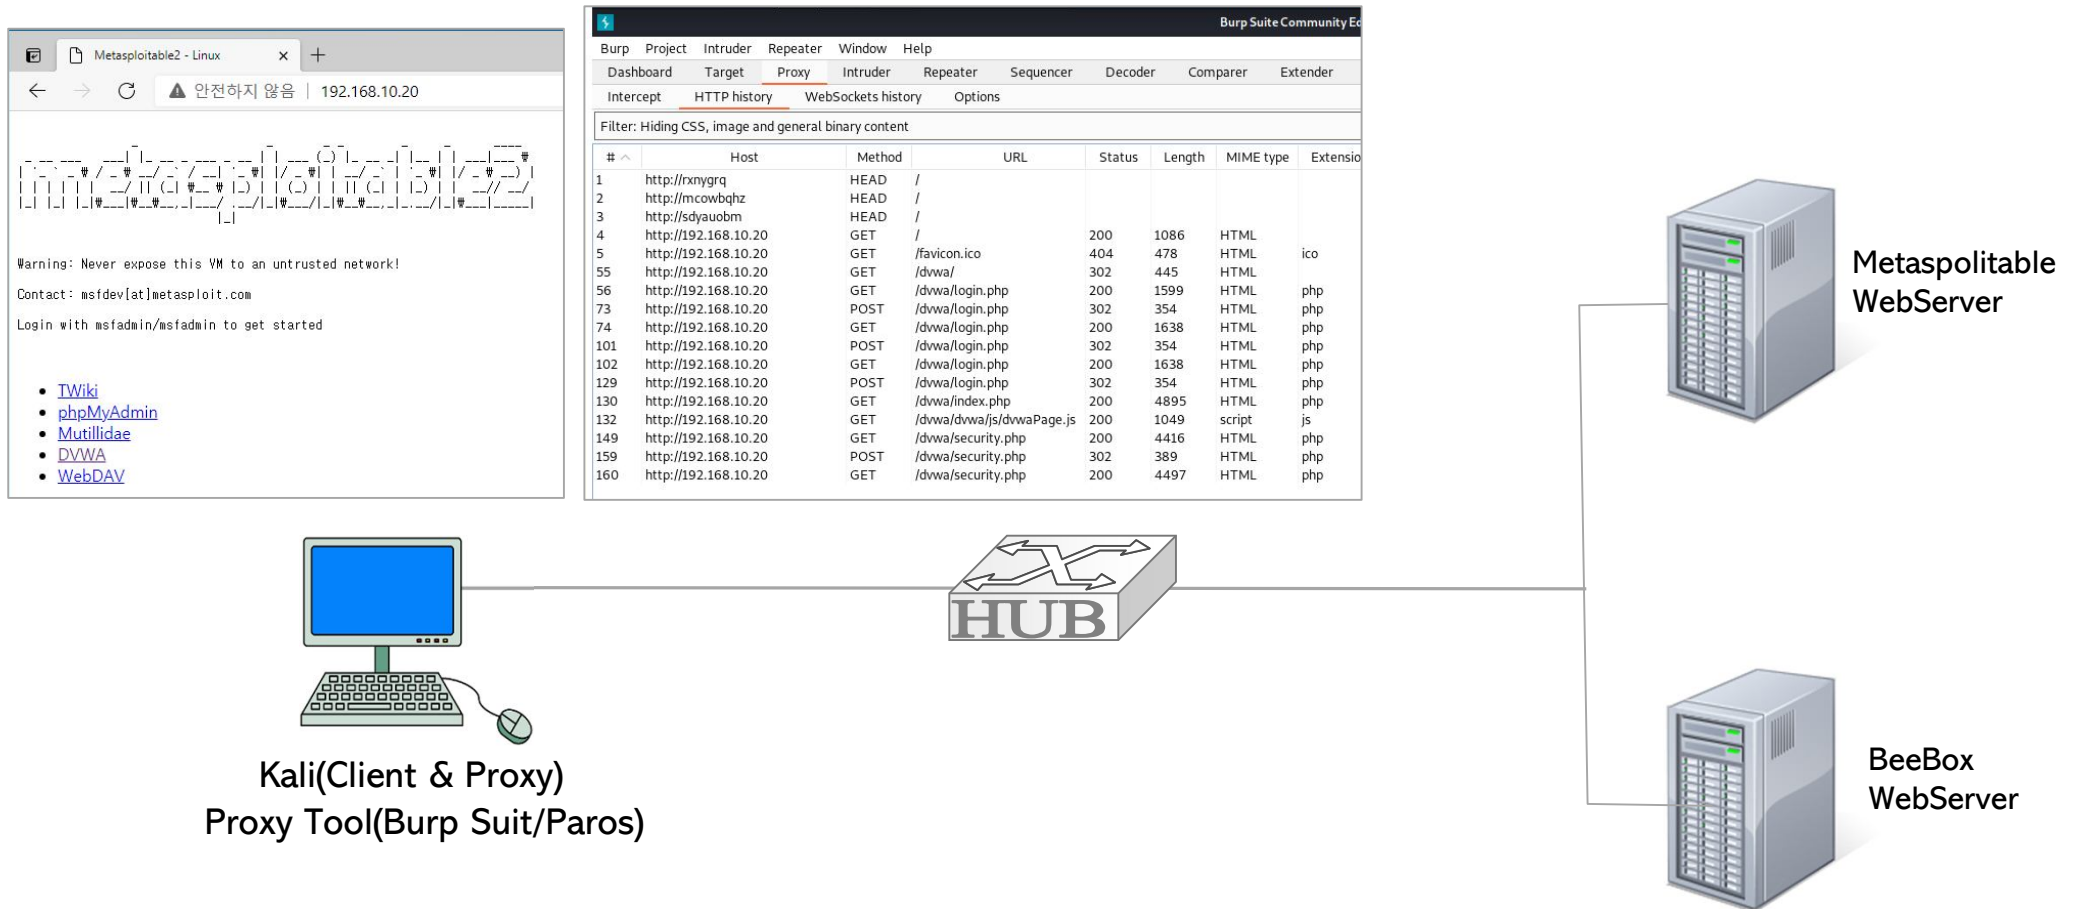 Metasploitable2 - Linux
안전하지 않음 | 192.168.10.20
metasploitable2
Warning: Never expose this VM to an untrusted network!
Contact: msfdev[at]metasploit.com
Login with msfadmin/msfadmin to get started
TWiki
phpMyAdmin
Mutillidae
DVWA
WebDAV
Burp Suite Community Ed
Burp Project Intruder Repeater Window Help
Dashboard Target Proxy Intruder Repeater Sequencer Decoder Comparer Extender
Intercept HTTP history WebSockets history Options
Filter: Hiding CSS, image and general binary content
# Host Method URL Status Length MIME type Extensio
1 http://rxnygrq HEAD /
2 http://mcowbqhz HEAD /
3 http://sdyauobm HEAD /
4 http://192.168.10.20 GET / 200 1086 HTML
5 http://192.168.10.20 GET /favicon.ico 404 478 HTML ico
55 http://192.168.10.20 GET /dvwa/ 302 445 HTML
56 http://192.168.10.20 GET /dvwa/login.php 200 1599 HTML php
73 http://192.168.10.20 POST /dvwa/login.php 302 354 HTML php
74 http://192.168.10.20 GET /dvwa/login.php 200 1638 HTML php
101 http://192.168.10.20 POST /dvwa/login.php 302 354 HTML php
102 http://192.168.10.20 GET /dvwa/login.php 200 1638 HTML php
129 http://192.168.10.20 POST /dvwa/login.php 302 354 HTML php
130 http://192.168.10.20 GET /dvwa/index.php 200 4895 HTML php
132 http://192.168.10.20 GET /dvwa/dvwa/js/dvwaPage.js 200 1049 script js
149 http://192.168.10.20 GET /dvwa/security.php 200 4416 HTML php
159 http://192.168.10.20 POST /dvwa/security.php 302 389 HTML php
160 http://192.168.10.20 GET /dvwa/security.php 200 4497 HTML php
Metaspolitable
WebServer
HUB
Kali(Client & Proxy)
Proxy Tool(Burp Suit/Paros)
BeeBox
WebServer